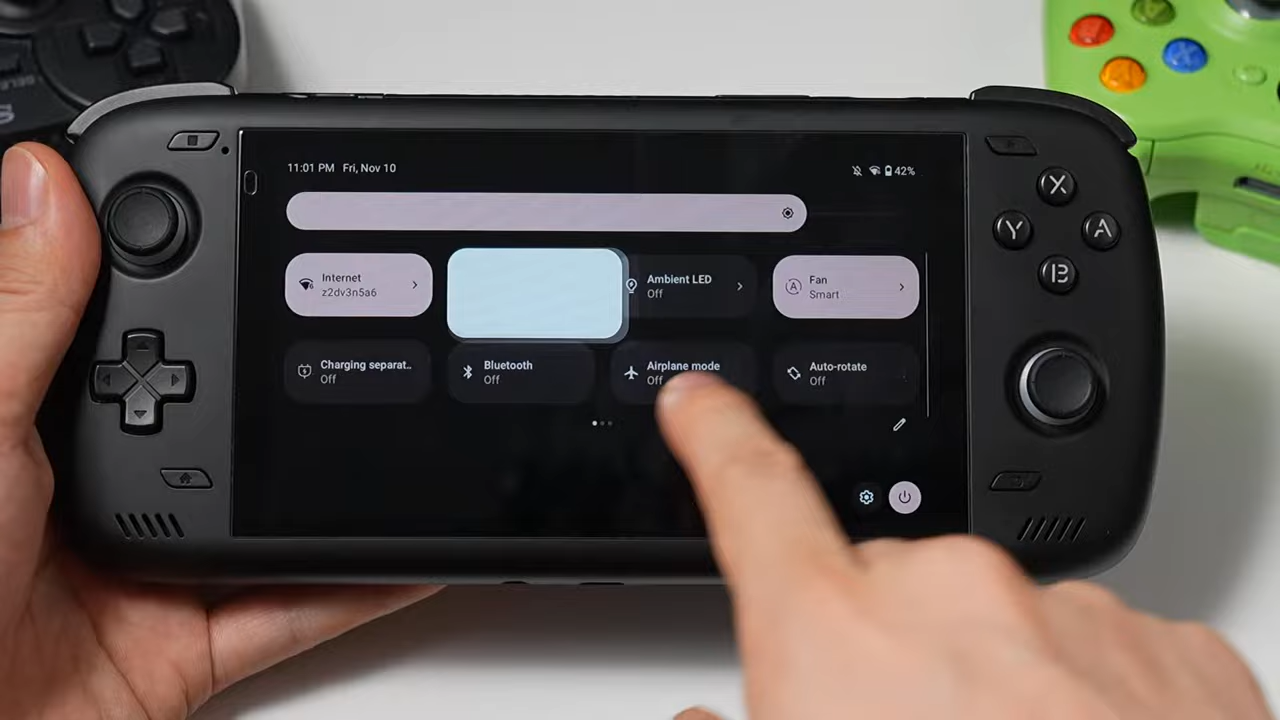 11:01 PM Fri, Nov 10
42%
Internet
z2dv3n5a6
Ambient LED
Off
Fan
Smart
Charging separat..
Off
Bluetooth
Off
Airplane mode
Off
Auto-rotate
Off
X
Y
A
B